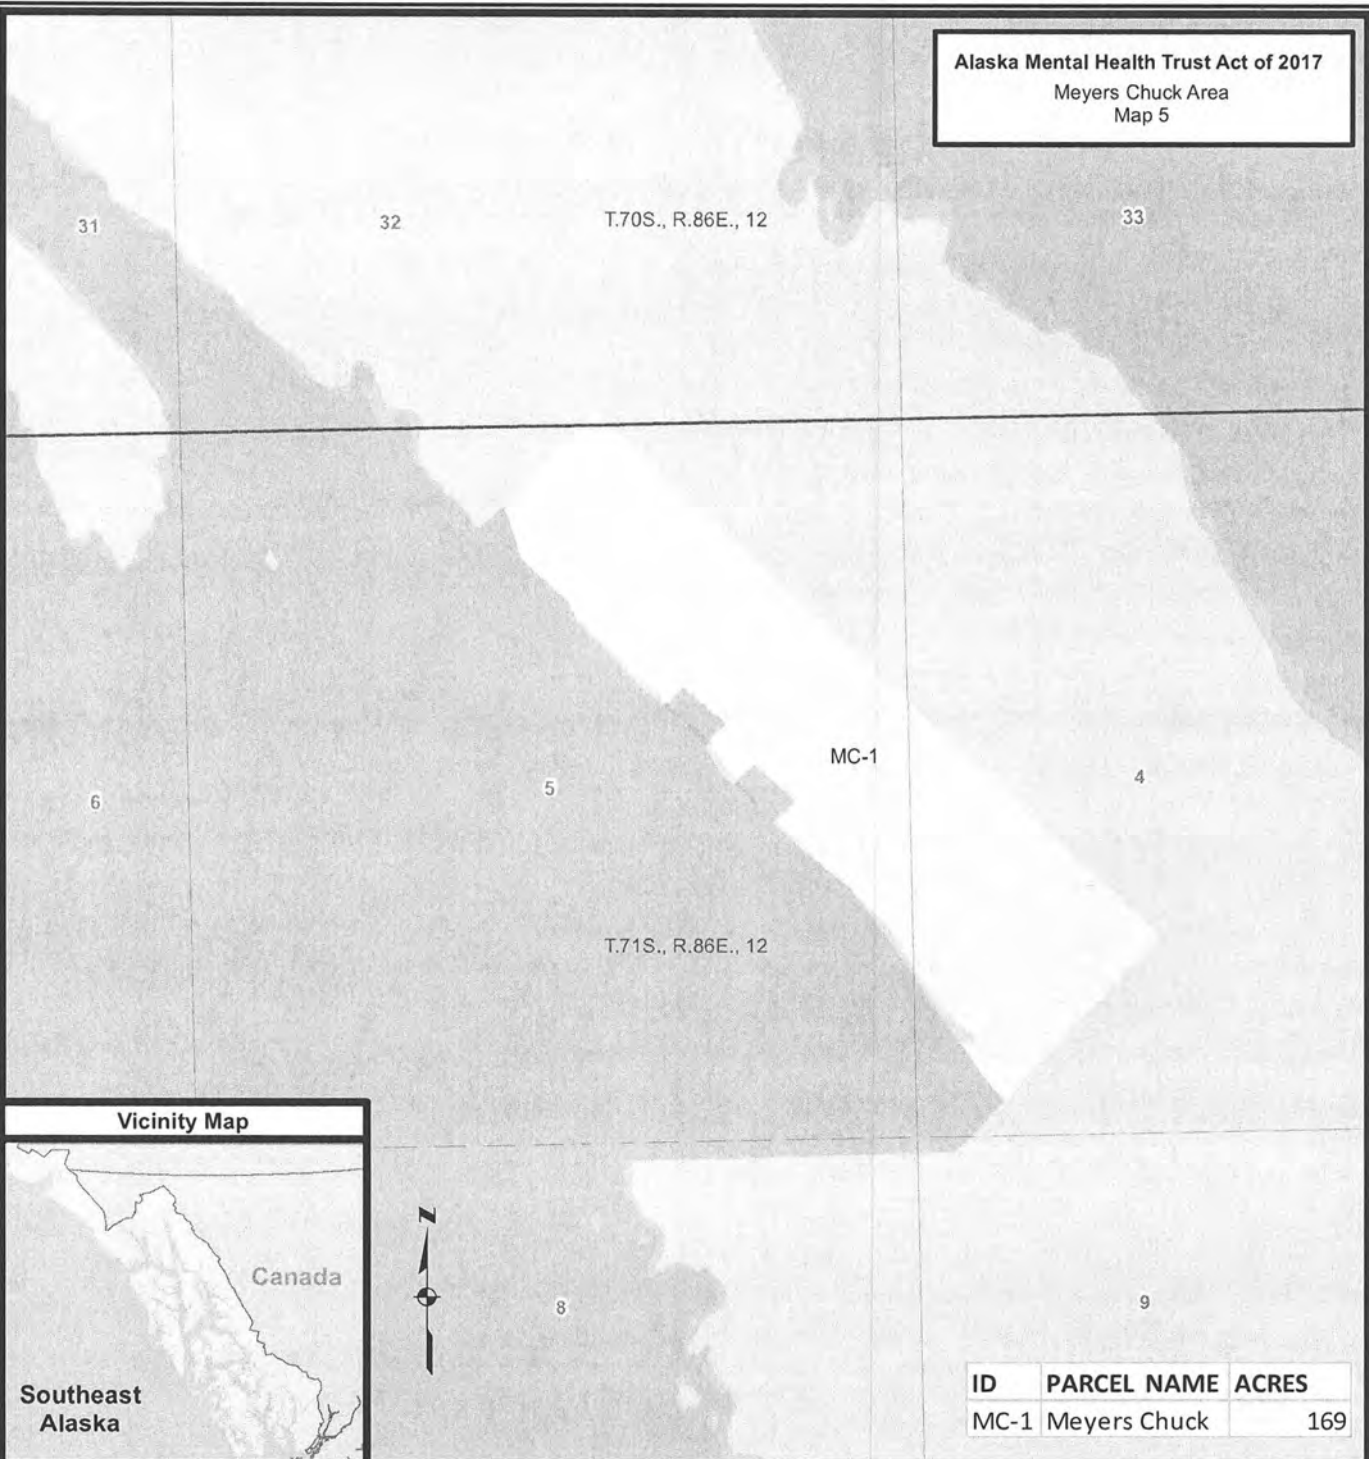 Alaska Mental Health Trust Act of 2017
Meyers Chuck Area
Map 5
31
32
T.70S., R.86E., 12
33
MC-1
6
5
4
T.71S., R.86E., 12
Vicinity Map
Canada
Southeast
Alaska
N
8
9
ID PARCEL NAME ACRES
MC-1 Meyers Chuck 169